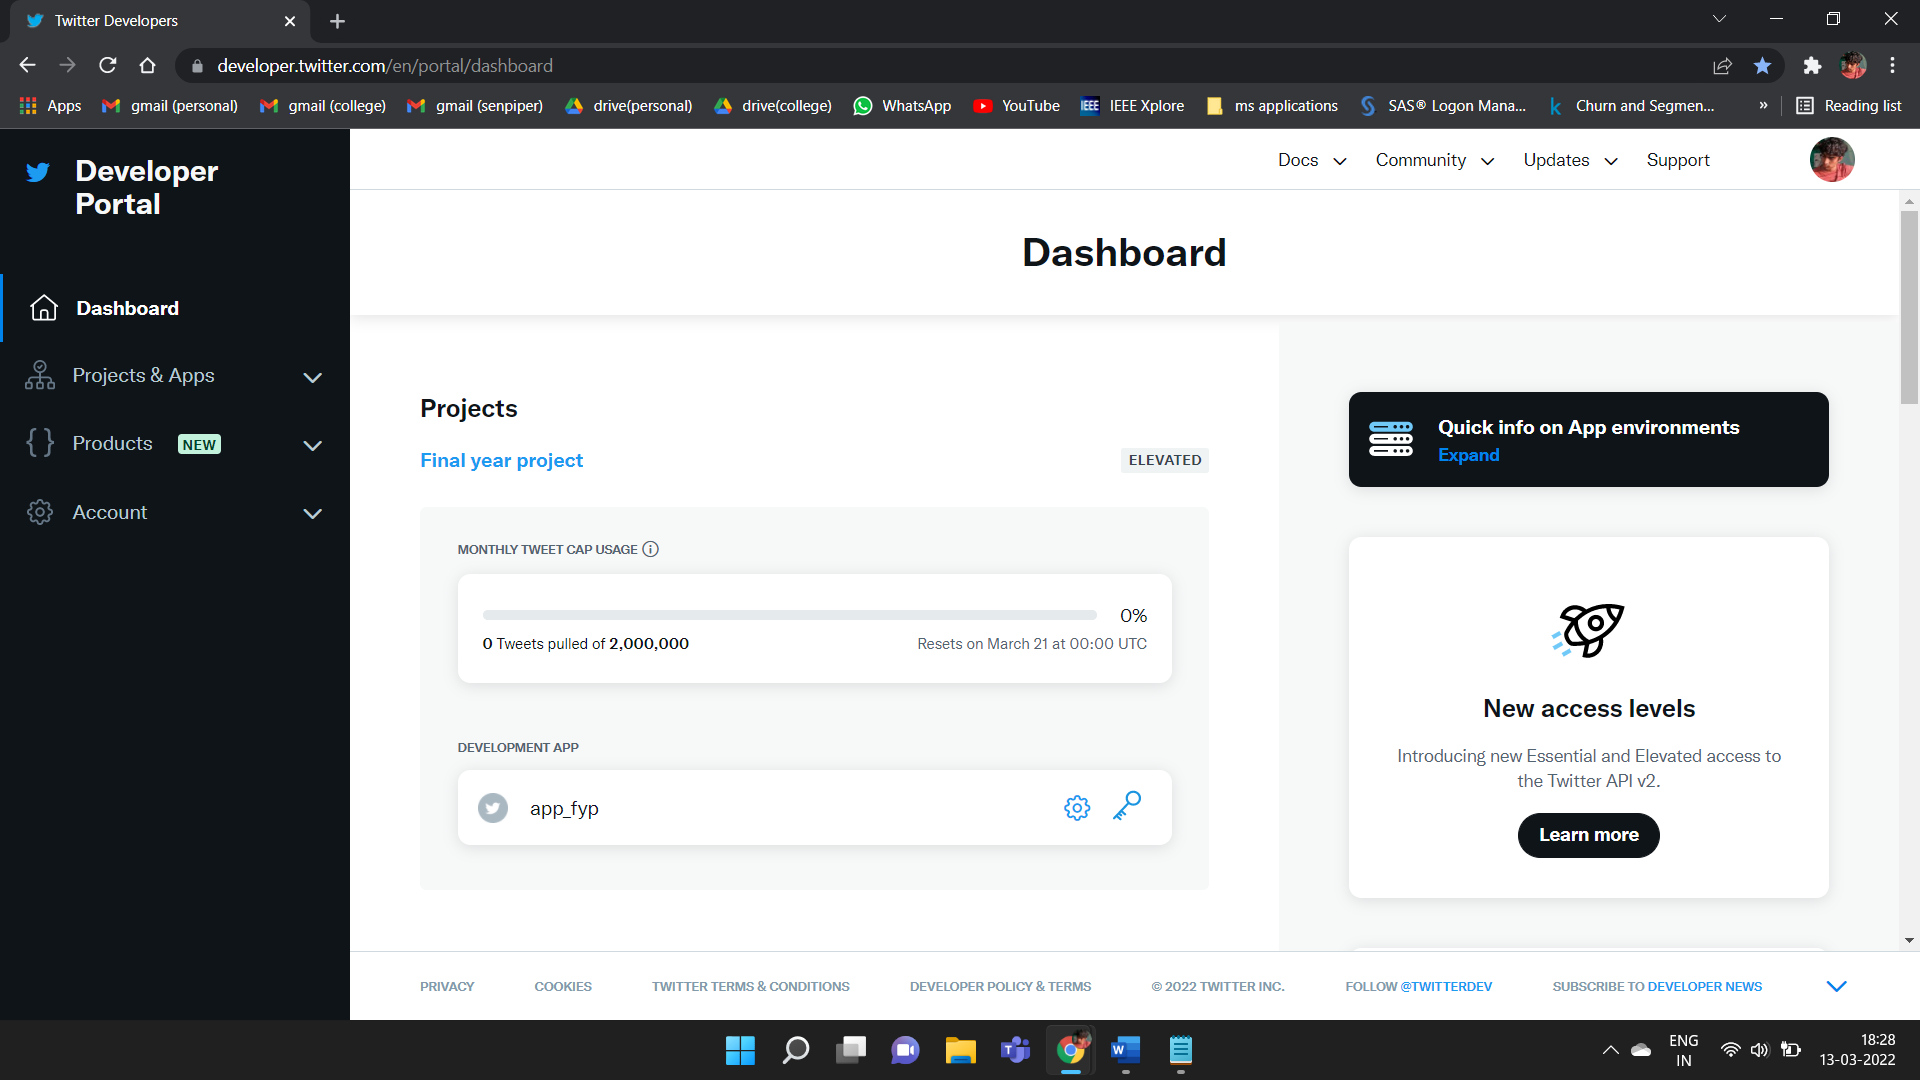 Twitter Developers
developer.twitter.com/en/portal/dashboard
Apps
gmail (personal)
gmail (college)
gmail (senpiper)
drive(personal)
drive(college)
WhatsApp
YouTube
IEEE
IEEE Xplore
ms applications
SAS® Logon Mana...
k
Churn and Segmen...
»
Reading list
Developer
Portal
Docs
Community
Updates
Support
Dashboard
Dashboard
Projects & Apps
Products
NEW
Account
Projects
Final year project
ELEVATED
MONTHLY TWEET CAP USAGE
0%
0 Tweets pulled of 2,000,000
Resets on March 21 at 00:00 UTC
DEVELOPMENT APP
app_fyp
Quick info on App environments
Expand
New access levels
Introducing new Essential and Elevated access to
the Twitter API v2.
Learn more
PRIVACY
COOKIES
TWITTER TERMS & CONDITIONS
DEVELOPER POLICY & TERMS
© 2022 TWITTER INC.
FOLLOW @TWITTERDEV
SUBSCRIBE TO DEVELOPER NEWS
T
W
ENG
IN
18:28
13-03-2022